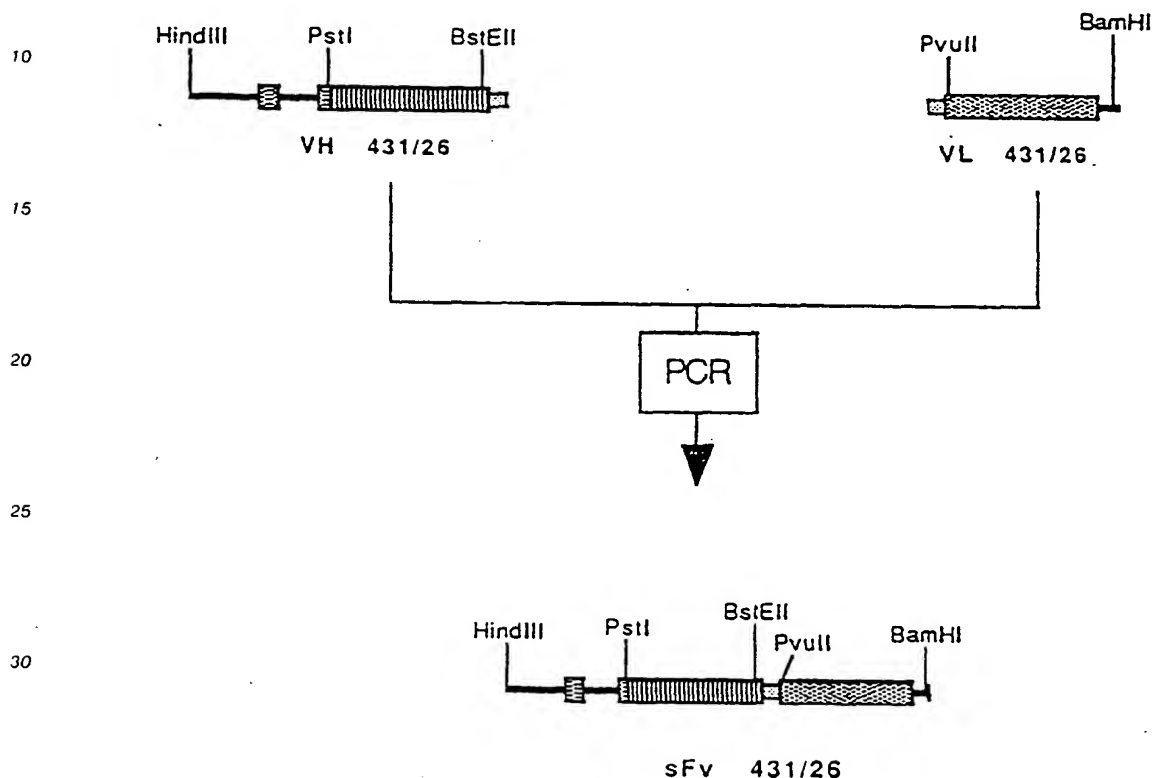 HindIII PstI BstEII BamHI
PvuII
10
VH 431/26 VL 431/26
15
20
PCR
25
HindIII PstI BstEII BamHI
PvuII
30
sFv 431/26